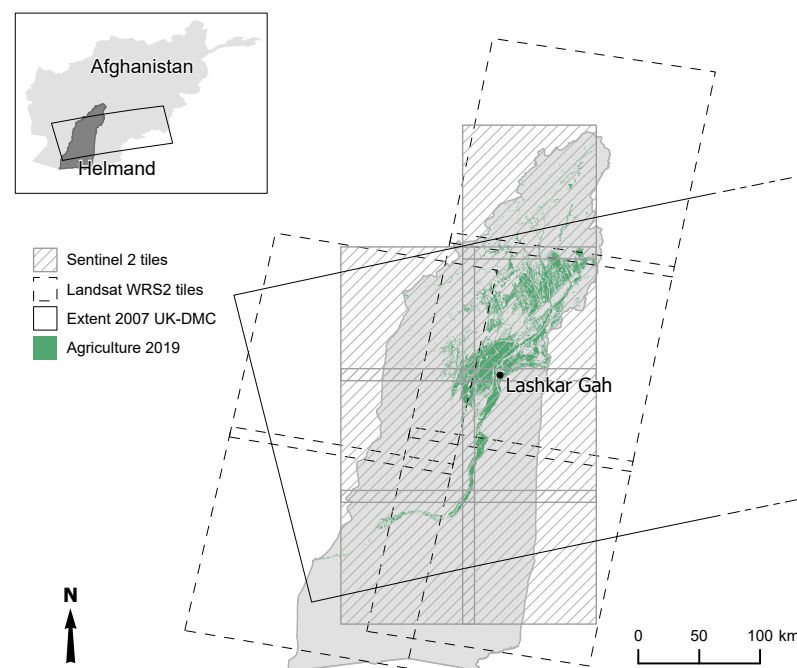 Afghanistan
Helmand
Sentinel 2 tiles
Landsat WRS2 tiles
Extent 2007 UK-DMC
Agriculture 2019
Lashkar Gah
N
0 50 100 km